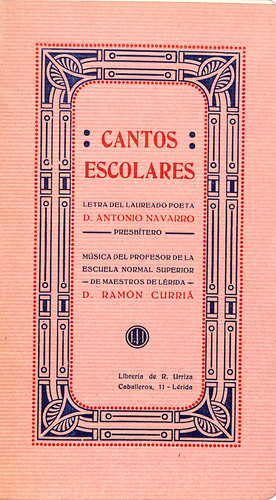 CANTOS
ESCOLARES
LETRA DEL LAUREADO POETA
D. ANTONIO NAVARRO
PRESBÍTERO
MÚSICA DEL PROFESOR DE LA
ESCUELA NORMAL SUPERIOR
— DE MAESTROS DE LÉRIDA —
D. RAMÓN CURRIÀ
Librería de R. Urriza
Caballeros, 11 - Lérida